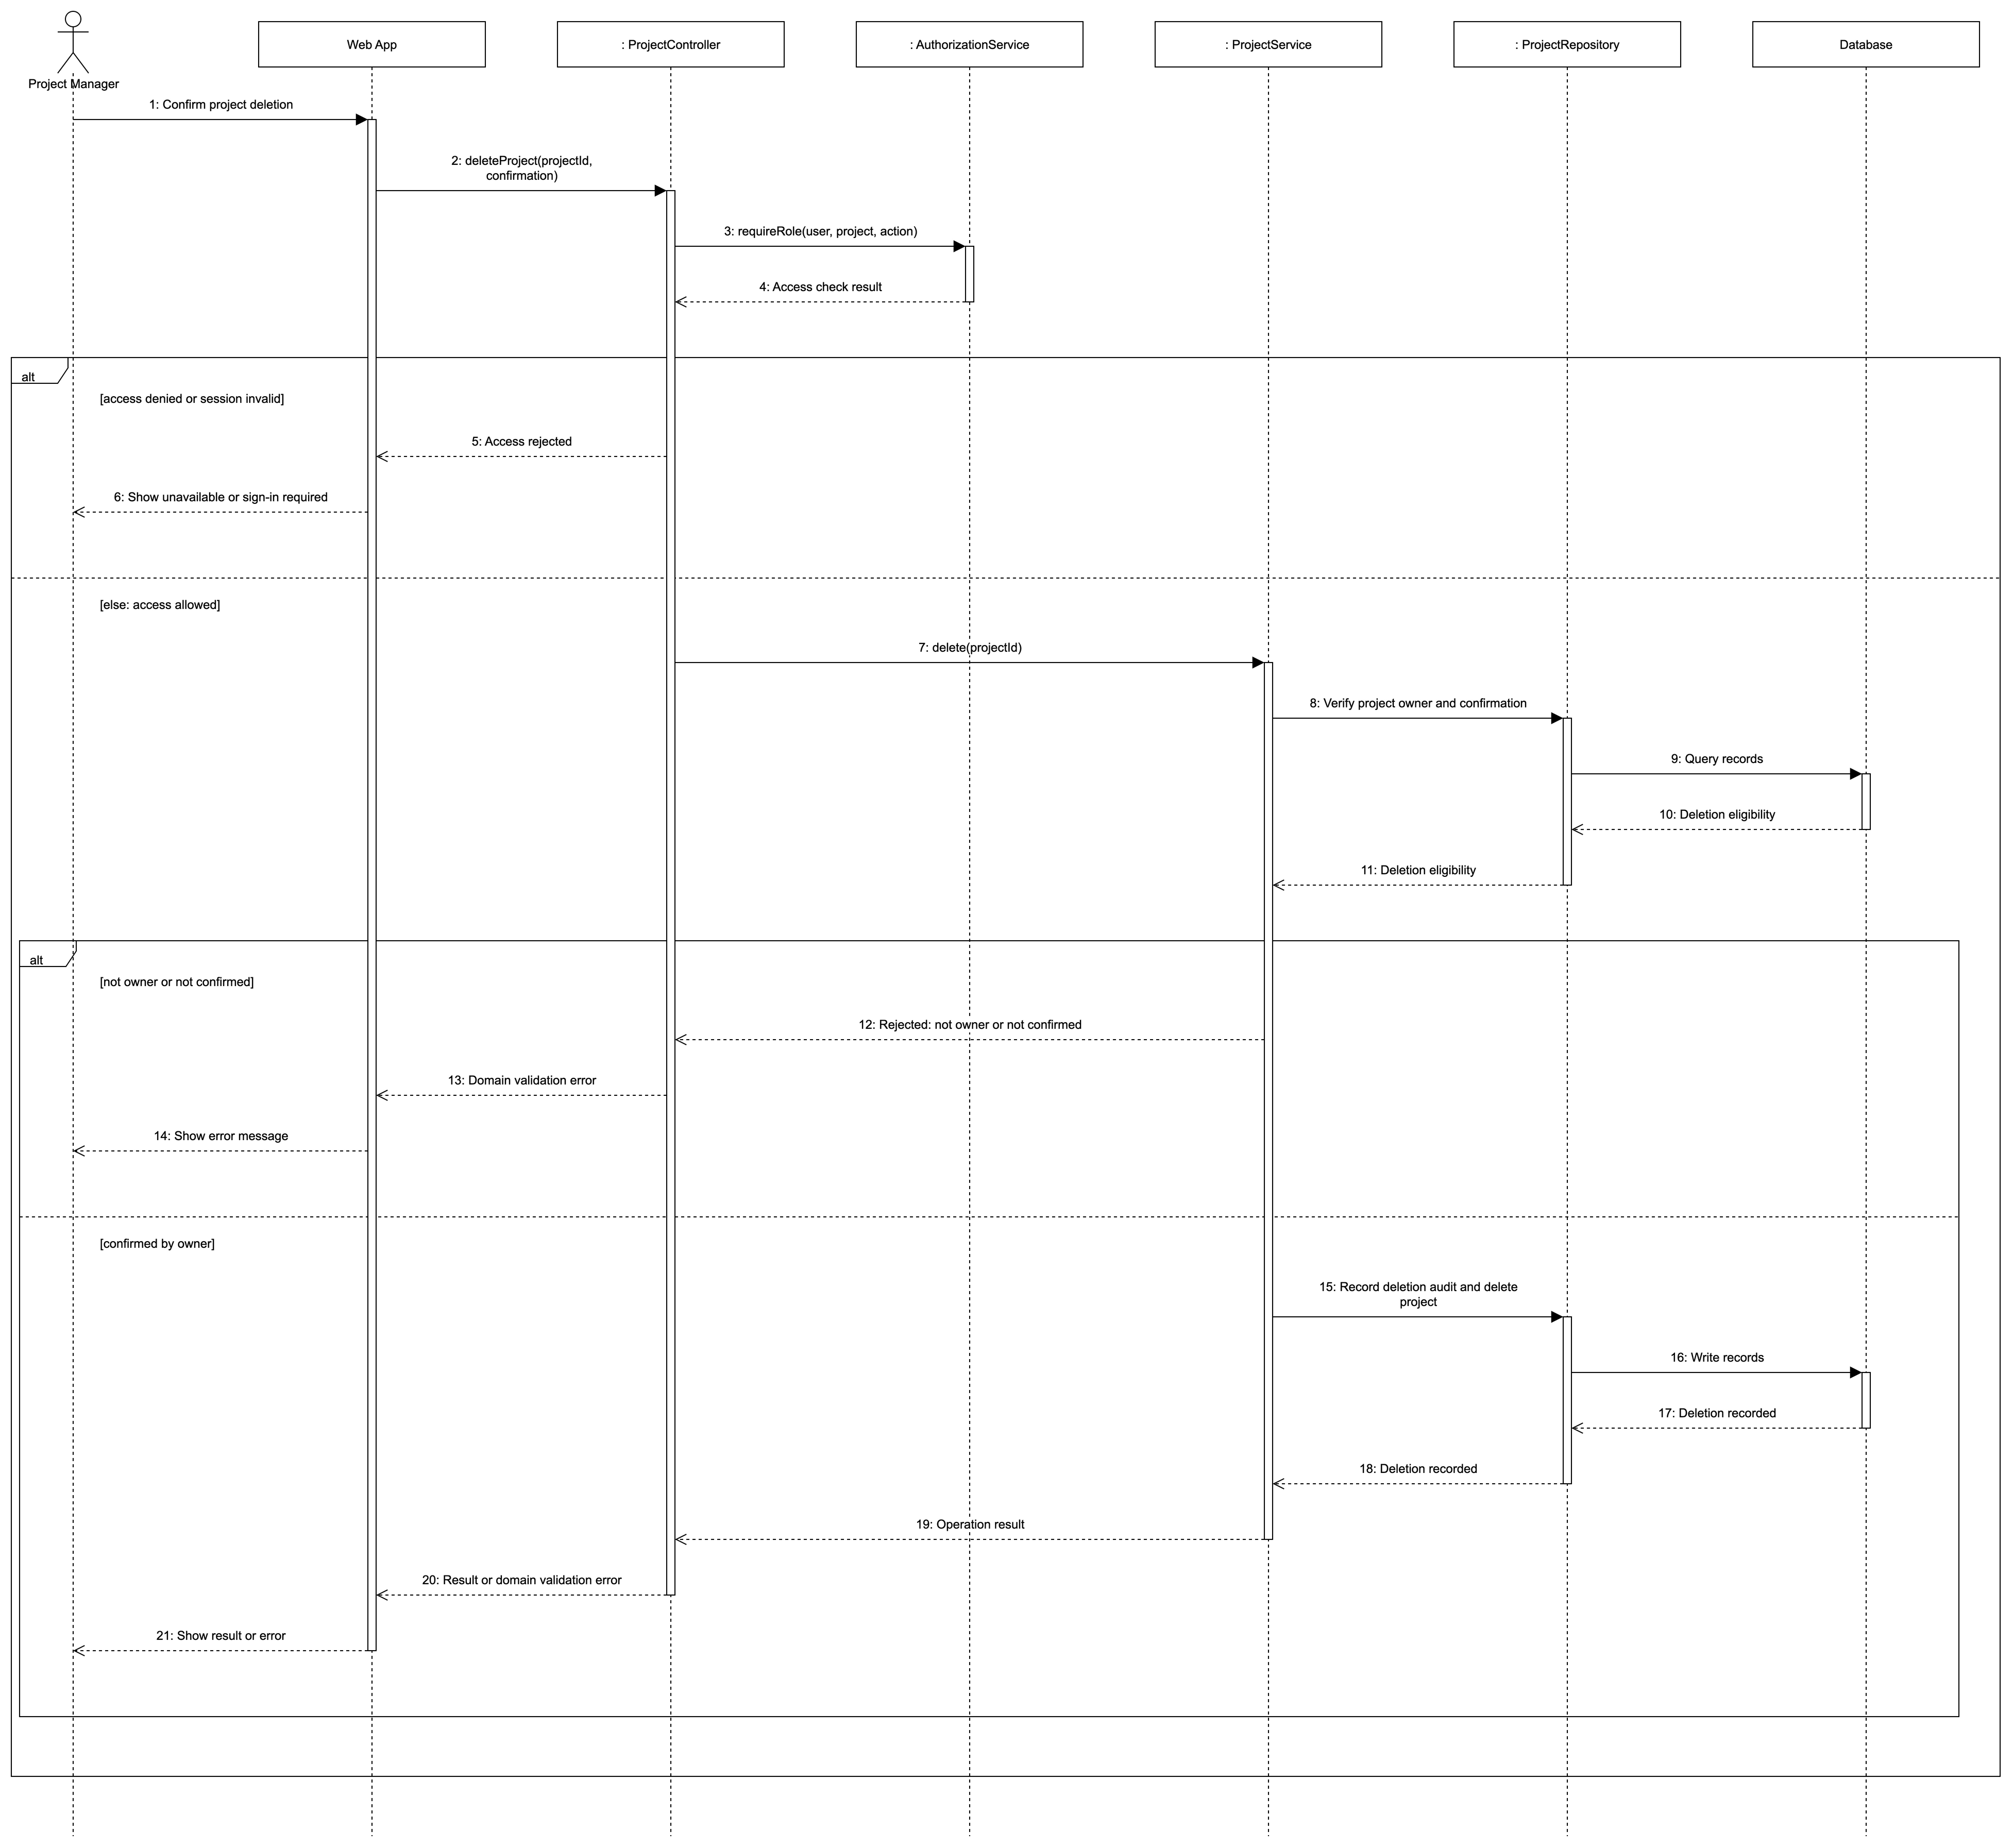 Project Manager
Web App
: ProjectController
: AuthorizationService
: ProjectService
: ProjectRepository
Database
1: Confirm project deletion
2: deleteProject(projectId,
confirmation)
3: requireRole(user, project, action)
4: Access check result
alt
[access denied or session invalid]
5: Access rejected
6: Show unavailable or sign-in required
[else: access allowed]
7: delete(projectId)
8: Verify project owner and confirmation
9: Query records
10: Deletion eligibility
11: Deletion eligibility
alt
[not owner or not confirmed]
12: Rejected: not owner or not confirmed
13: Domain validation error
14: Show error message
[confirmed by owner]
15: Record deletion audit and delete
project
16: Write records
17: Deletion recorded
18: Deletion recorded
19: Operation result
20: Result or domain validation error
21: Show result or error